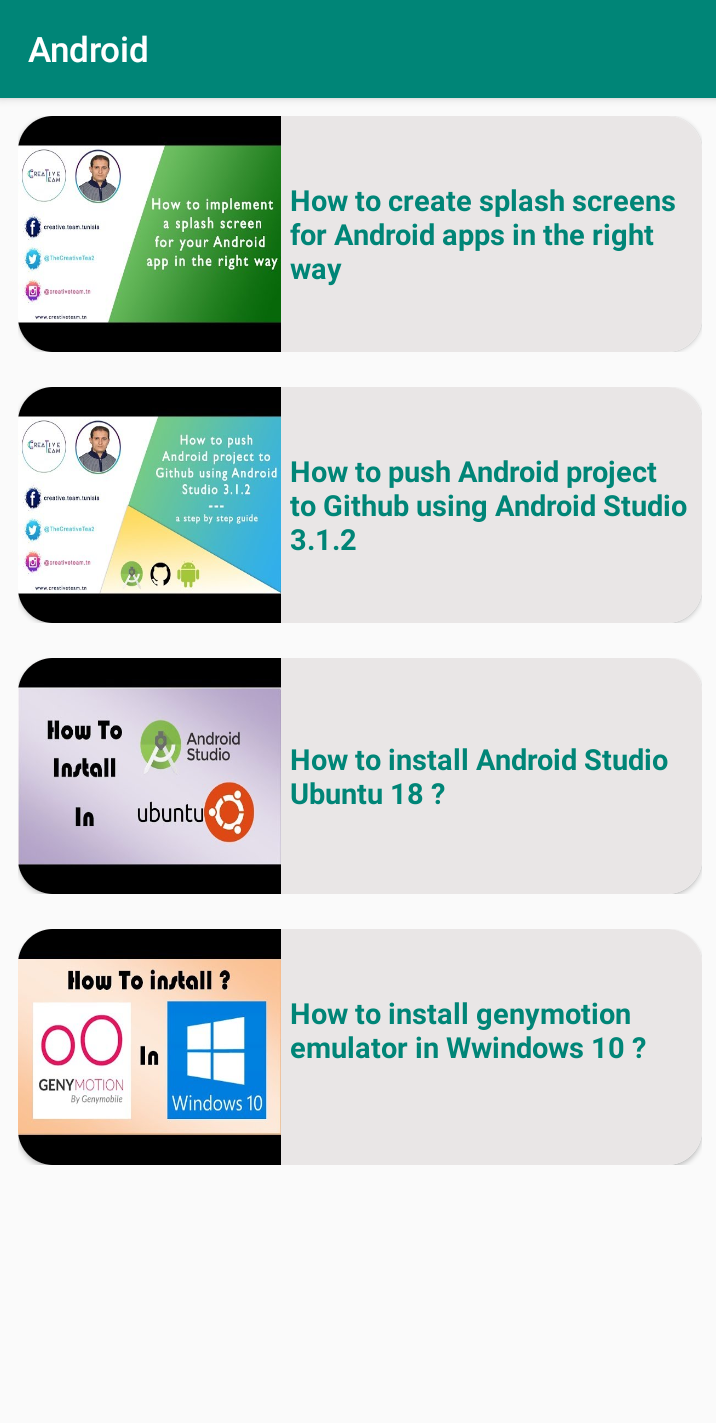 Android
CREATIVE
TEAM
creative.team.tunisia
@TheCreativeTea2
@creativeteam.tn
www.creativeteam.tn
How to implement
a splash screen
for your Android
app in the right way
How to create splash screens
for Android apps in the right
way
CREATIVE
TEAM
creative.team.tunisia
@TheCreativeTea2
@creativeteam.tn
www.creativeteam.tn
How to push
Android project to
Github using Android
Studio 3.1.2
---
a step by step guide
How to push Android project
to Github using Android Studio
3.1.2
How To
Install
In
Android
Studio
ubuntu
How to install Android Studio
Ubuntu 18 ?
How To install ?
GENYMOTION
By Genymobile
In
Windows 10
How to install genymotion
emulator in Wwindows 10 ?